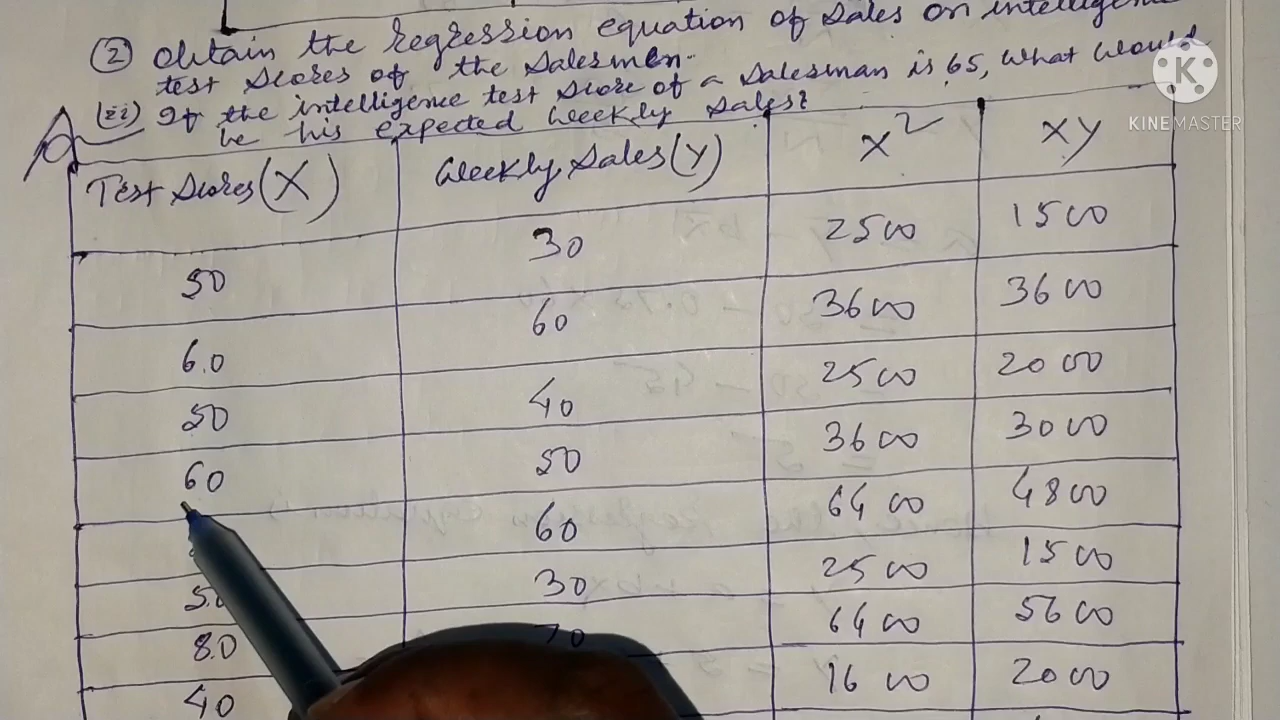 ② Obtain the Regression equation of Sales on intelligence
test scores of the Salesmen.
(ii) If the intelligence test score of a Salesman is 65, what would
be his expected weekly sales?
K
KINEMASTER
Test Scores (X) Weekly Sales (Y) X² XY
50 30 2500 1500
60 60 3600 3600
50 40 2500 2000
60 50 3600 3000
60 6400 4800
50 30 2500 1500
80 70 6400 5600
40 1600 2000